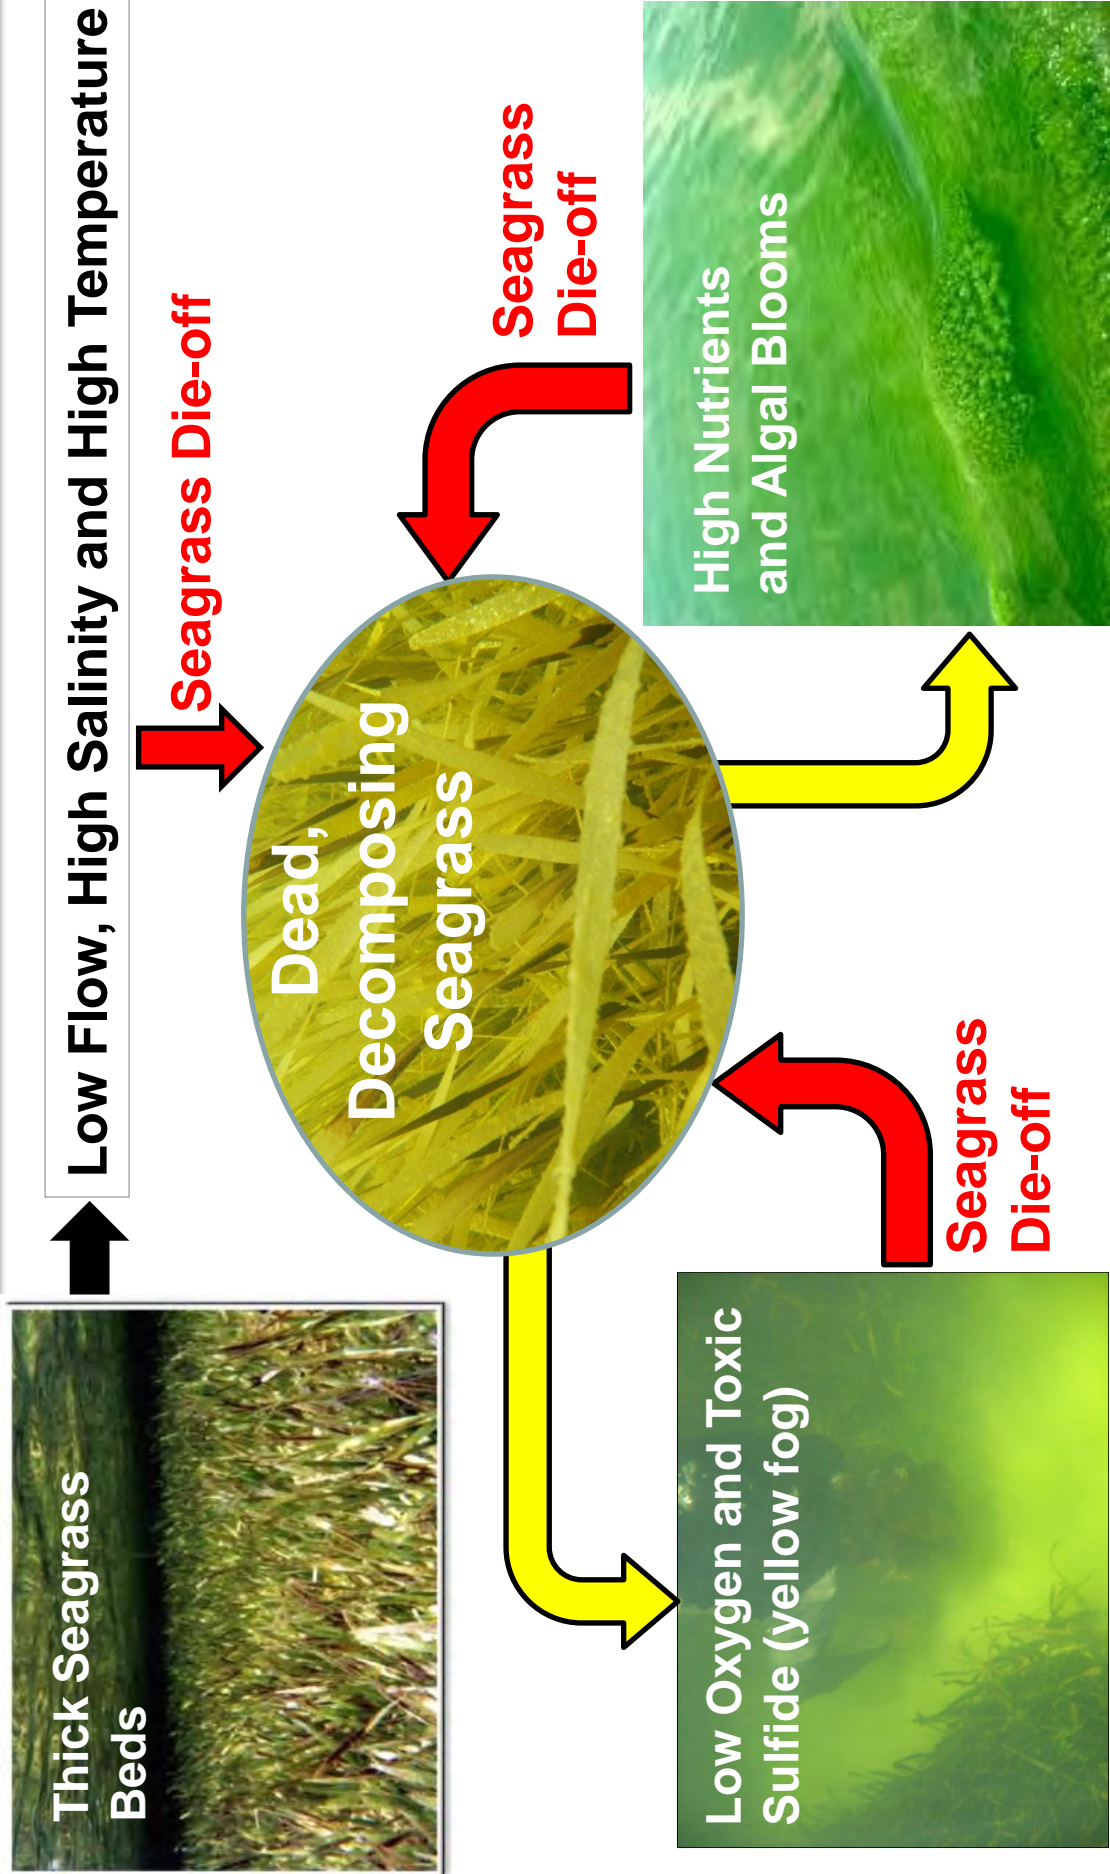 Thick Seagrass
Beds
Low Flow, High Salinity and High Temperature
Seagrass Die-off
Dead,
Decomposing
Seagrass
Seagrass
Die-off
Low Oxygen and Toxic
Sulfide (yellow fog)
Seagrass
Die-off
High Nutrients
and Algal Blooms